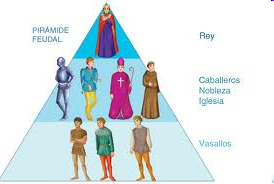 PIRÁMIDE
FEUDAL
Rey
Caballeros
Nobleza
Iglesia
Vasallos